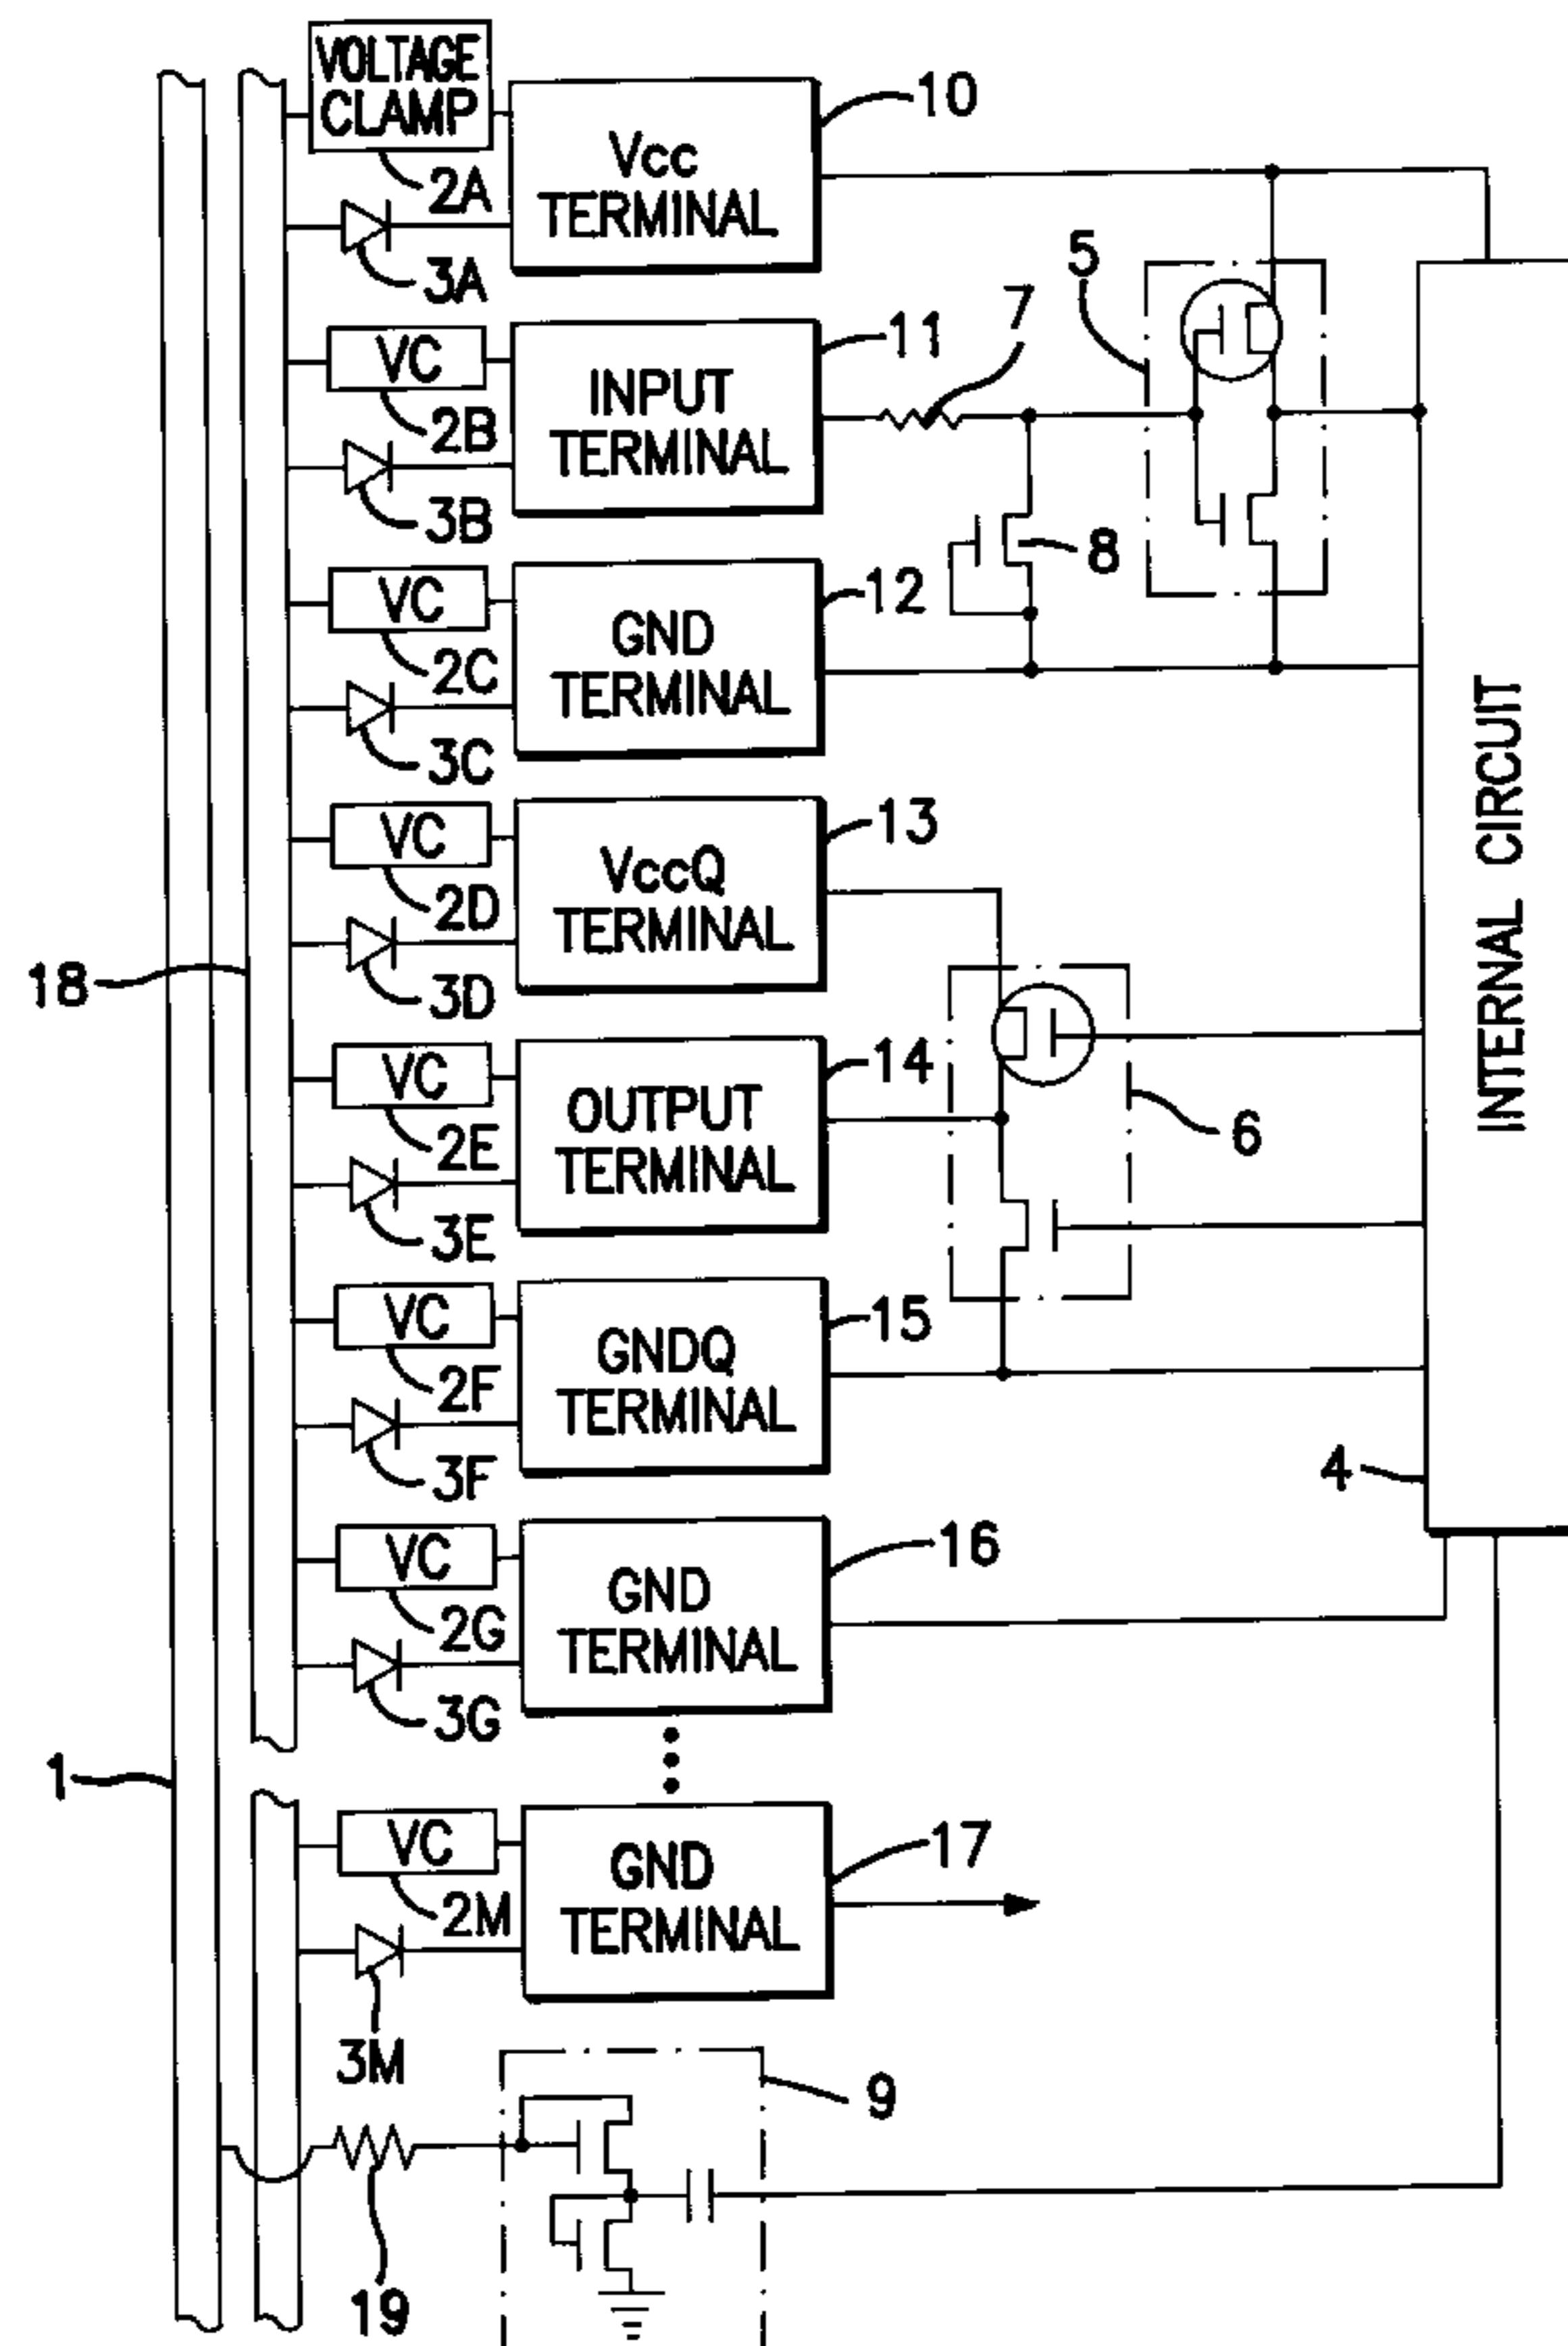 VOLTAGE
CLAMP
2A
3A
Vcc
TERMINAL
10
VC
2B
3B
INPUT
TERMINAL
11
7
5
8
VC
2C
3C
GND
TERMINAL
12
VC
2D
3D
VccQ
TERMINAL
13
18
VC
2E
3E
OUTPUT
TERMINAL
14
6
INTERNAL CIRCUIT
VC
2F
3F
GNDQ
TERMINAL
15
4
VC
2G
3G
GND
TERMINAL
16
1
VC
2M
3M
GND
TERMINAL
17
9
19